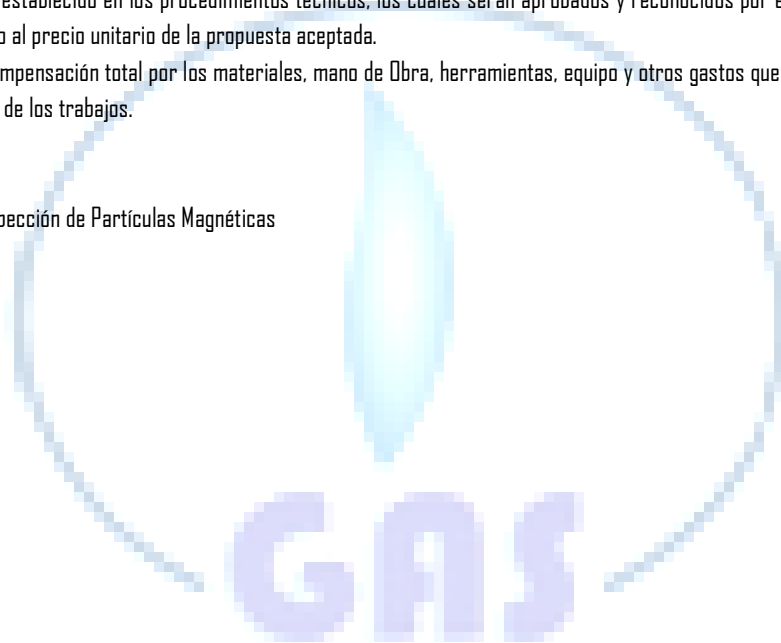 establecido en los procedimientos técnicos, los cuales serán aprobados y reconocidos por e
o al precio unitario de la propuesta aceptada.
mpensación total por los materiales, mano de Obra, herramientas, equipo y otros gastos que
de los trabajos.
pección de Partículas Magnéticas
GAS